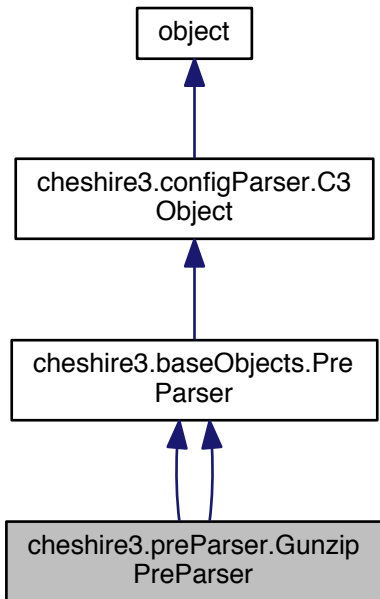 object
cheshire3.configParser.C3
Object
cheshire3.baseObjects.Pre
Parser
cheshire3.preParser.Gunzip
PreParser